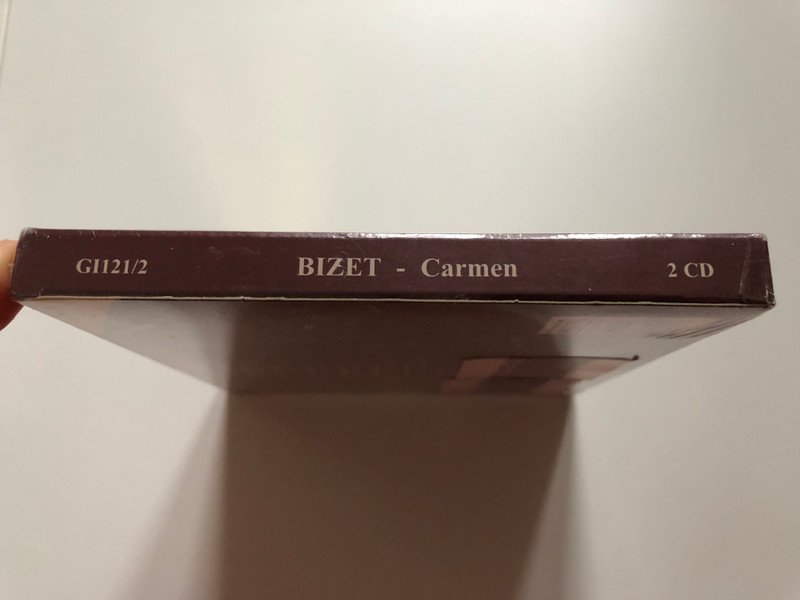 GI121/2 BIZET - Carmen 2 CD